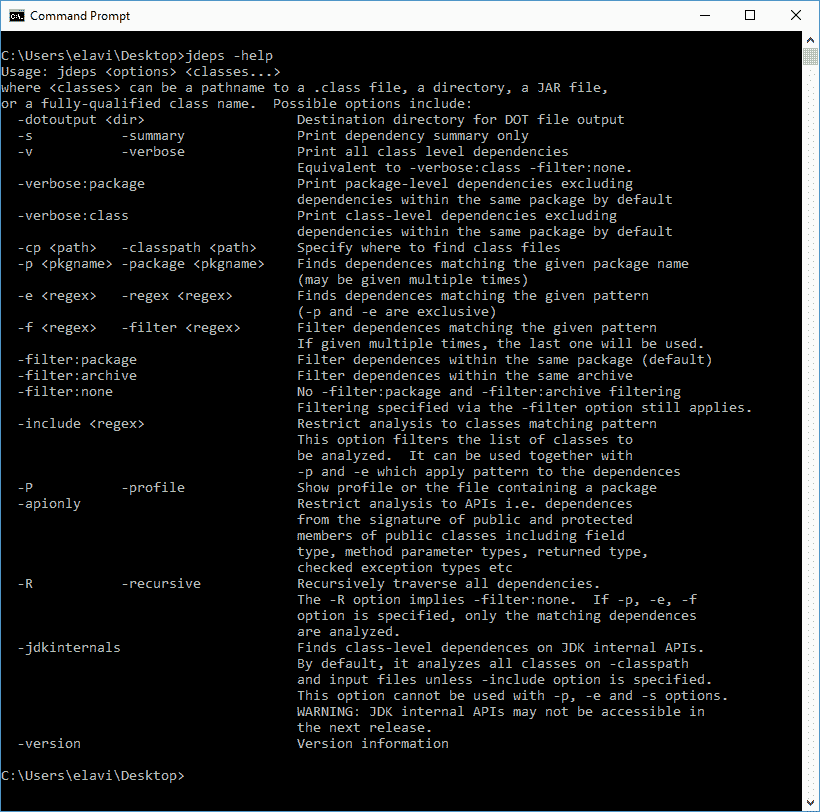 Command Prompt
C:\Users\elavi\Desktop>jdeps -help
Usage: jdeps <options> <classes...>
where <classes> can be a pathname to a .class file, a directory, a JAR file,
or a fully-qualified class name.  Possible options include:
  -dotoutput <dir>                   Destination directory for DOT file output
  -s           -summary              Print dependency summary only
  -v           -verbose              Print all class level dependencies
                                     Equivalent to -verbose:class -filter:none.
  -verbose:package                   Print package-level dependencies excluding
                                     dependencies within the same package by default
  -verbose:class                     Print class-level dependencies excluding
                                     dependencies within the same package by default
  -cp <path>   -classpath <path>     Specify where to find class files
  -p <pkgname> -package <pkgname>    Finds dependences matching the given package name
                                     (may be given multiple times)
  -e <regex>   -regex <regex>        Finds dependences matching the given pattern
                                     (-p and -e are exclusive)
  -f <regex>   -filter <regex>       Filter dependences matching the given pattern
                                     If given multiple times, the last one will be used.
  -filter:package                    Filter dependences within the same package (default)
  -filter:archive                    Filter dependences within the same archive
  -filter:none                       No -filter:package and -filter:archive filtering
                                     Filtering specified via the -filter option still applies.
  -include <regex>                   Restrict analysis to classes matching pattern
                                     This option filters the list of classes to
                                     be analyzed.  It can be used together with
                                     -p and -e which apply pattern to the dependences
  -P           -profile              Show profile or the file containing a package
  -apionly                           Restrict analysis to APIs i.e. dependences
                                     from the signature of public and protected
                                     members of public classes including field
                                     type, method parameter types, returned type,
                                     checked exception types etc
  -R           -recursive            Recursively traverse all dependencies.
                                     The -R option implies -filter:none.  If -p, -e, -f
                                     option is specified, only the matching dependences
                                     are analyzed.
  -jdkinternals                      Finds class-level dependences on JDK internal APIs.
                                     By default, it analyzes all classes on -classpath
                                     and input files unless -include option is specified.
                                     This option cannot be used with -p, -e and -s options.
                                     WARNING: JDK internal APIs may not be accessible in
                                     the next release.
  -version                           Version information
C:\Users\elavi\Desktop>